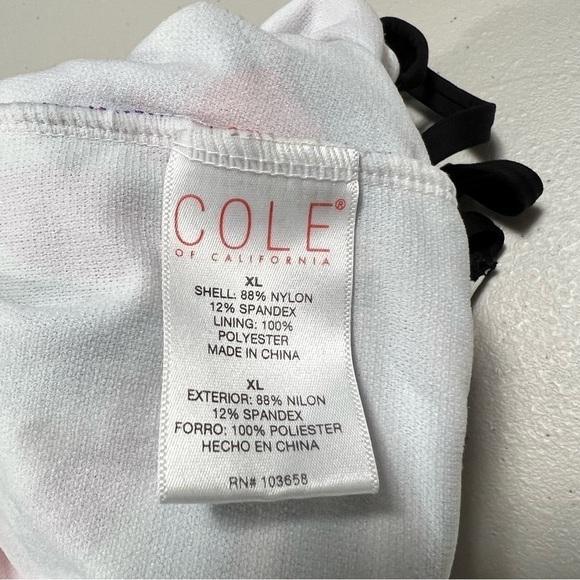 COLE®
OF CALIFORNIA
XL
SHELL: 88% NYLON
12% SPANDEX
LINING: 100%
POLYESTER
MADE IN CHINA
XL
EXTERIOR: 88% NILON
12% SPANDEX
FORRO: 100% POLIESTER
HECHO EN CHINA
RN# 103658